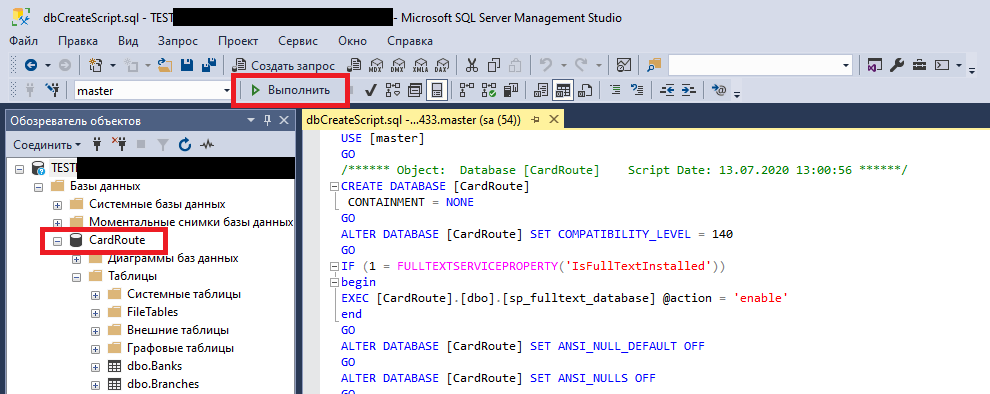 dbCreateScript.sql - TEST - Microsoft SQL Server Management Studio
Файл Правка Вид Запрос Проект Сервис Окно Справка
Создать запрос MDX DMX XMLA DAX
master Выполнить
Обозреватель объектов
Соединить
TEST
Базы данных
Системные базы данных
Моментальные снимки базы данных
CardRoute
Диаграммы баз данных
Таблицы
Системные таблицы
FileTables
Внешние таблицы
Графовые таблицы
dbo.Banks
dbo.Branches
dbCreateScript.sql -...433.master (sa (54))
USE [master]
GO
/****** Object:  Database [CardRoute]    Script Date: 13.07.2020 13:00:56 ******/
CREATE DATABASE [CardRoute]
CONTAINMENT = NONE
GO
ALTER DATABASE [CardRoute] SET COMPATIBILITY_LEVEL = 140
GO
IF (1 = FULLTEXTSERVICEPROPERTY('IsFullTextInstalled'))
begin
EXEC [CardRoute].[dbo].[sp_fulltext_database] @action = 'enable'
end
GO
ALTER DATABASE [CardRoute] SET ANSI_NULL_DEFAULT OFF
GO
ALTER DATABASE [CardRoute] SET ANSI_NULLS OFF
GO